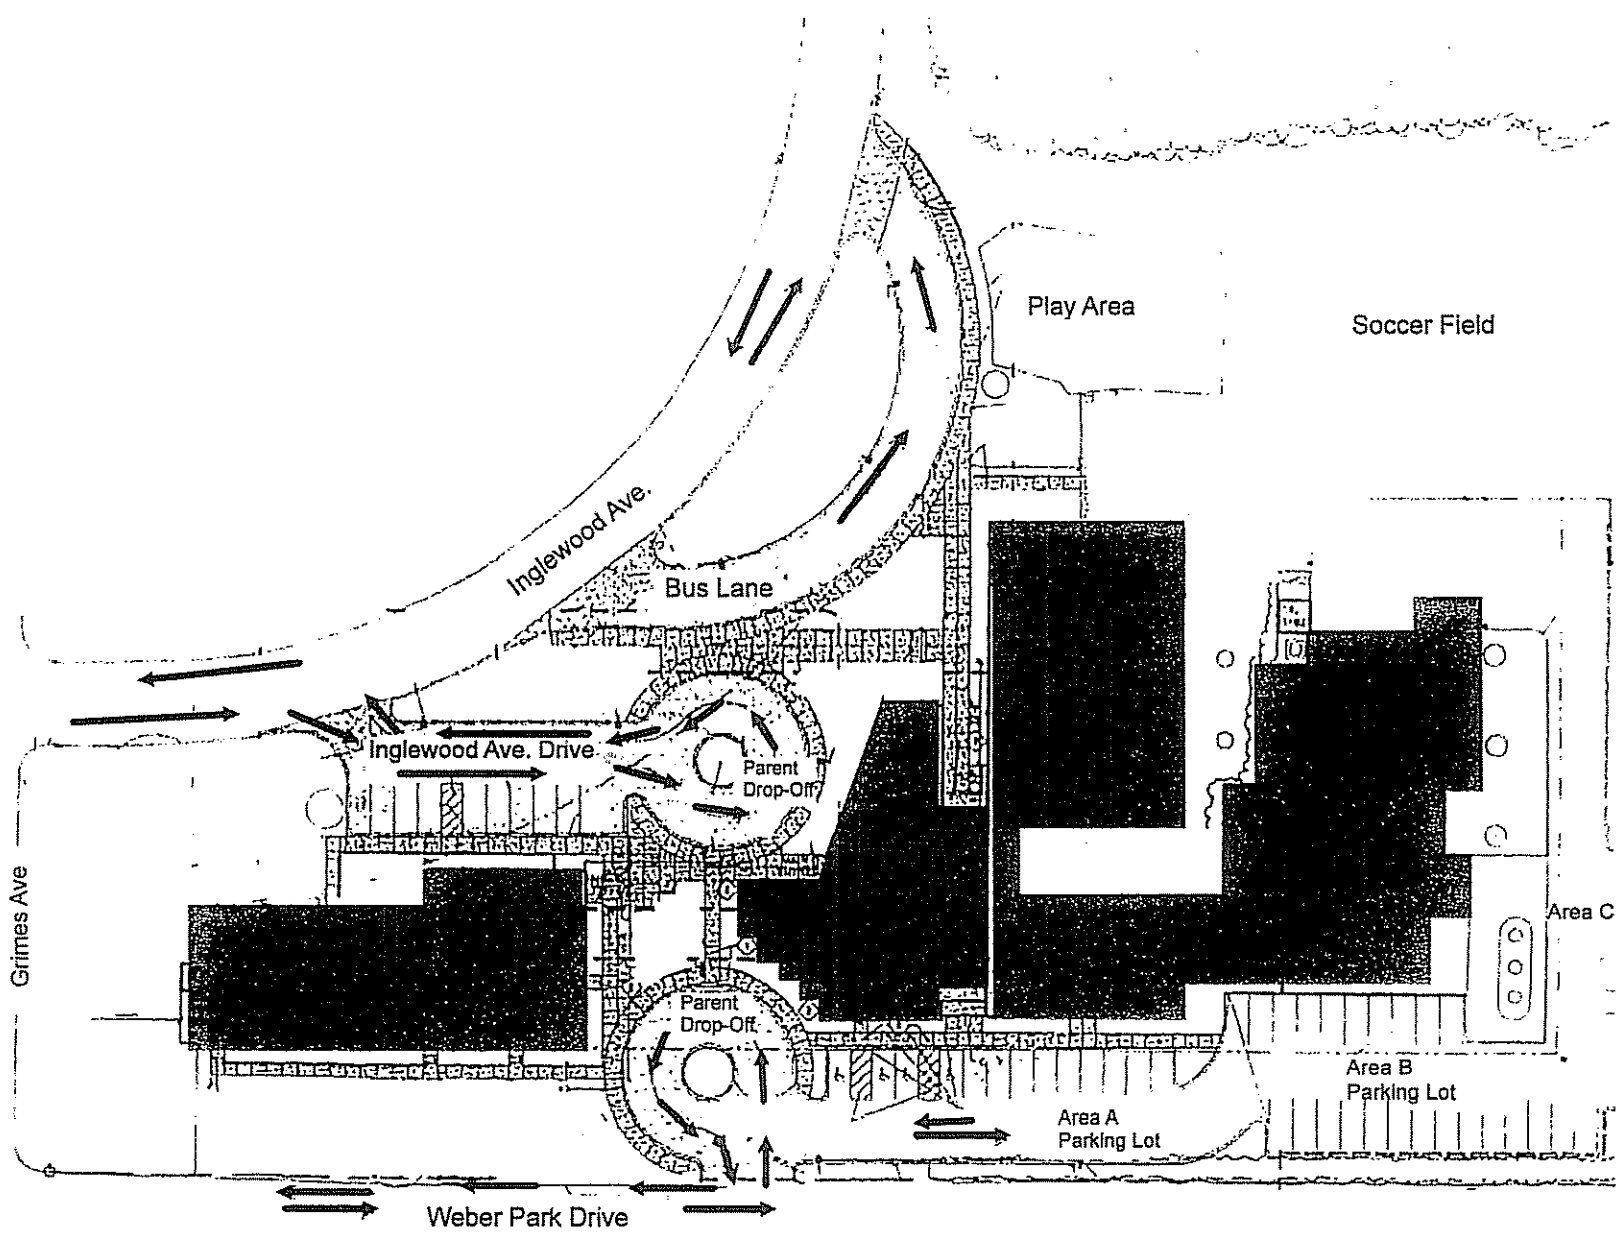 Play Area
Soccer Field
Inglewood Ave.
Bus Lane
Inglewood Ave. Drive
Parent
Drop-Off
Grimes Ave
Area C
Parent
Drop-Off
Area B
Parking Lot
Area A
Parking Lot
Weber Park Drive